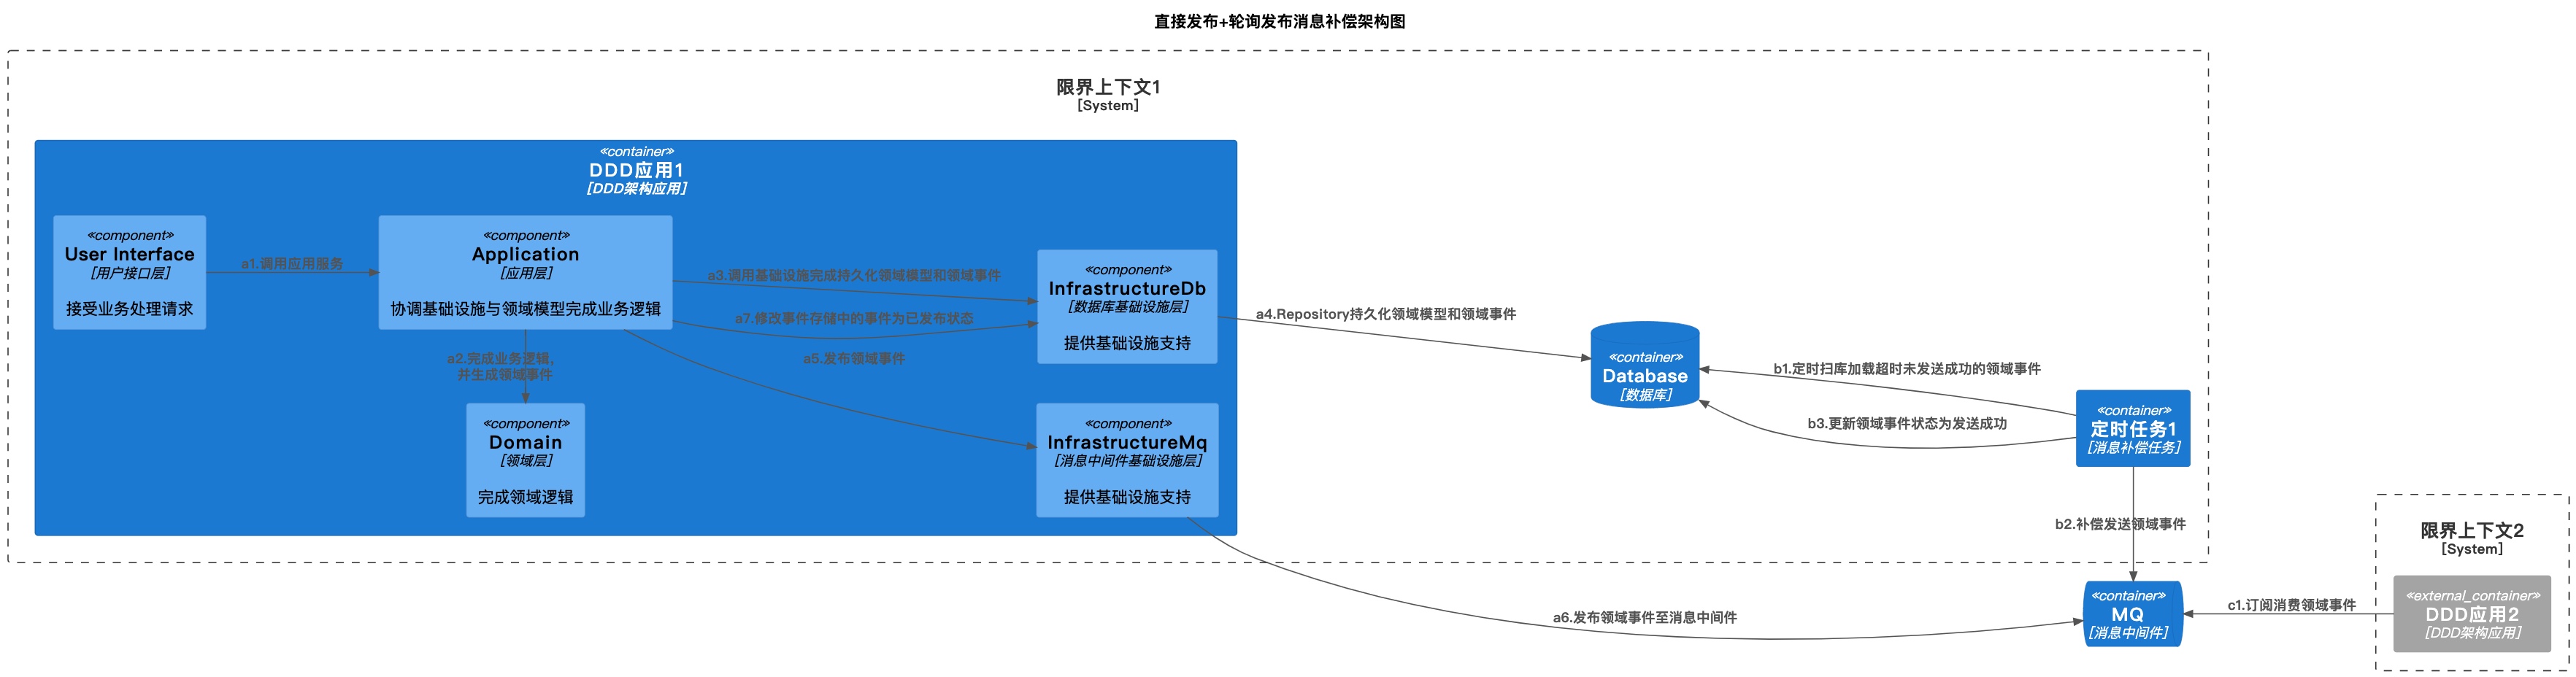 直接发布+轮询发布消息补偿架构图
限界上下文1
[System]
«container»
DDD应用1
[DDD架构应用]
«component»
User Interface
[用户接口层]
接受业务处理请求
a1.调用应用服务
«component»
Application
[应用层]
协调基础设施与领域模型完成业务逻辑
a2.完成业务逻辑,
并生成领域事件
«component»
Domain
[领域层]
完成领域逻辑
a3.调用基础设施完成持久化领域模型和领域事件
a7.修改事件存储中的事件为已发布状态
a5.发布领域事件
«component»
InfrastructureDb
[数据库基础设施层]
提供基础设施支持
«component»
InfrastructureMq
[消息中间件基础设施层]
提供基础设施支持
a4.Repository持久化领域模型和领域事件
«container»
Database
[数据库]
b1.定时扫库加载超时未发送成功的领域事件
b3.更新领域事件状态为发送成功
«container»
定时任务1
[消息补偿任务]
b2.补偿发送领域事件
a6.发布领域事件至消息中间件
«container»
MQ
[消息中间件]
c1.订阅消费领域事件
限界上下文2
[System]
«external_container»
DDD应用2
[DDD架构应用]